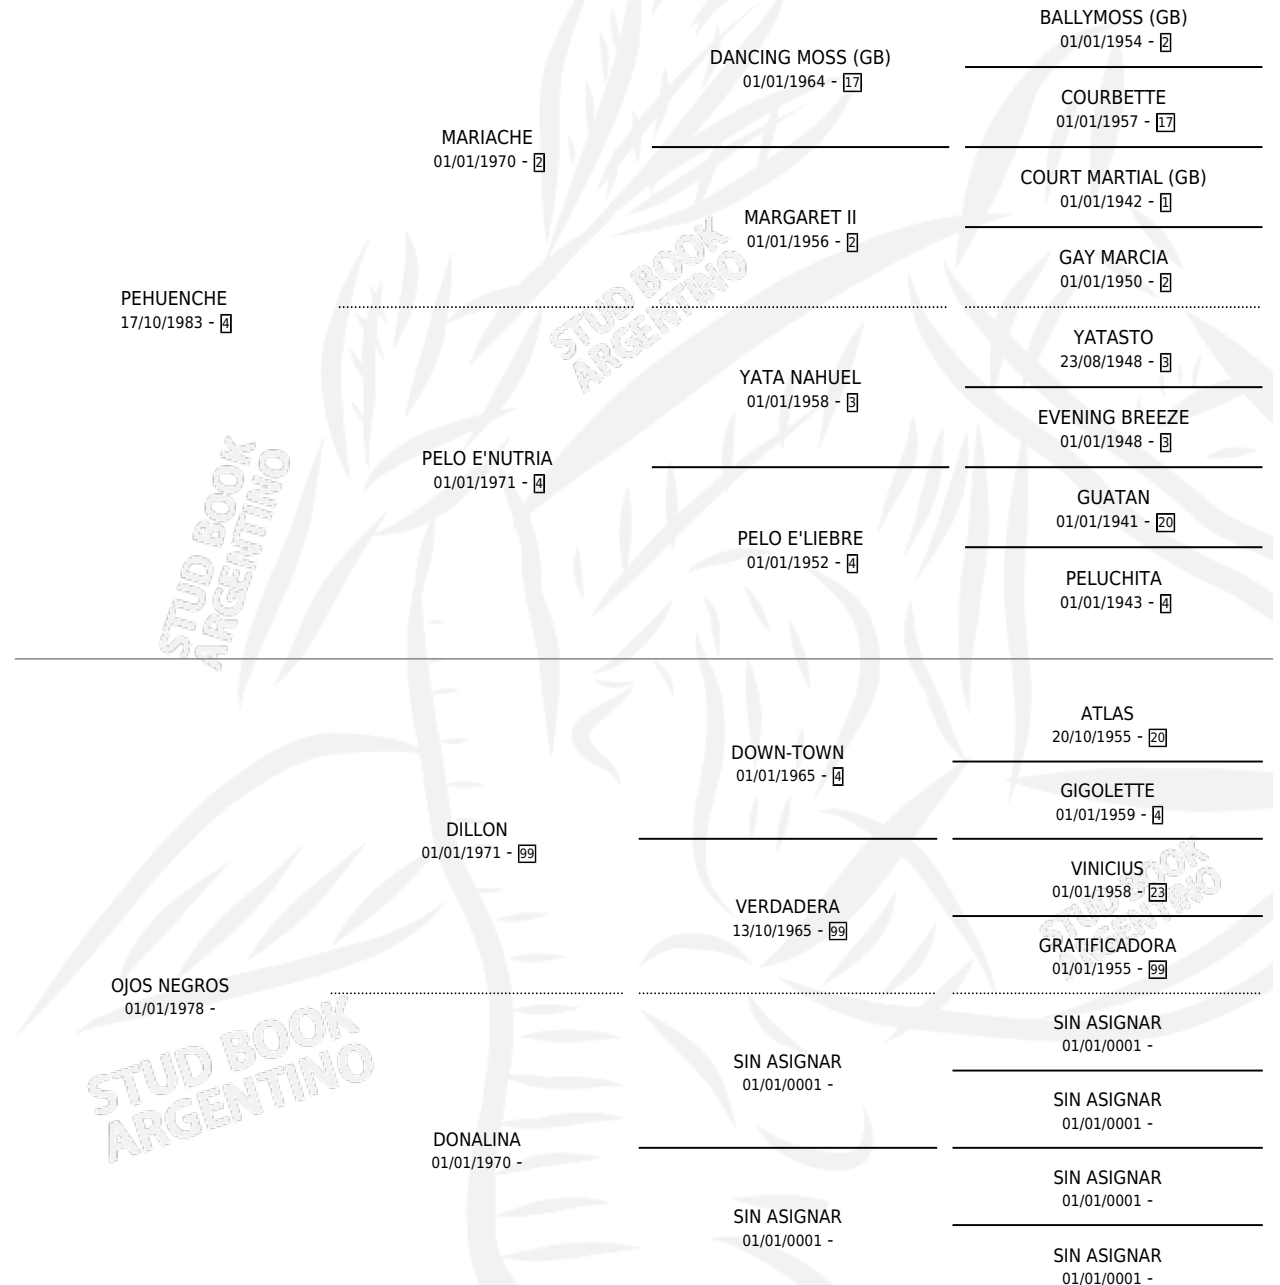 BALLYMOSS (GB)
01/01/1954 - 2
DANCING MOSS (GB)
01/01/1964 - 17
COURBETTE
01/01/1957 - 17
MARIACHE
01/01/1970 - 2
COURT MARTIAL (GB)
01/01/1942 - 1
MARGARET II
01/01/1956 - 2
GAY MARCIA
01/01/1950 - 2
PEHUENCHE
17/10/1983 - 4
YATASTO
23/08/1948 - 3
YATA NAHUEL
01/01/1958 - 3
EVENING BREEZE
01/01/1948 - 3
PELO E'NUTRIA
01/01/1971 - 4
GUATAN
01/01/1941 - 20
PELO E'LIEBRE
01/01/1952 - 4
PELUCHITA
01/01/1943 - 4
STUD BOOK
ARGENTINO
STUD BOOK
ARGENTINO
ATLAS
20/10/1955 - 20
DOWN-TOWN
01/01/1965 - 4
GIGOLETTE
01/01/1959 - 4
DILLON
01/01/1971 - 99
VINICIUS
01/01/1958 - 23
VERDADERA
13/10/1965 - 99
GRATIFICADORA
01/01/1955 - 99
STUD BOOK
ARGENTINO
OJOS NEGROS
01/01/1978 -
SIN ASIGNAR
01/01/0001 -
SIN ASIGNAR
01/01/0001 -
SIN ASIGNAR
01/01/0001 -
DONALINA
01/01/1970 -
SIN ASIGNAR
01/01/0001 -
SIN ASIGNAR
01/01/0001 -
SIN ASIGNAR
01/01/0001 -
STUD BOOK
ARGENTINO